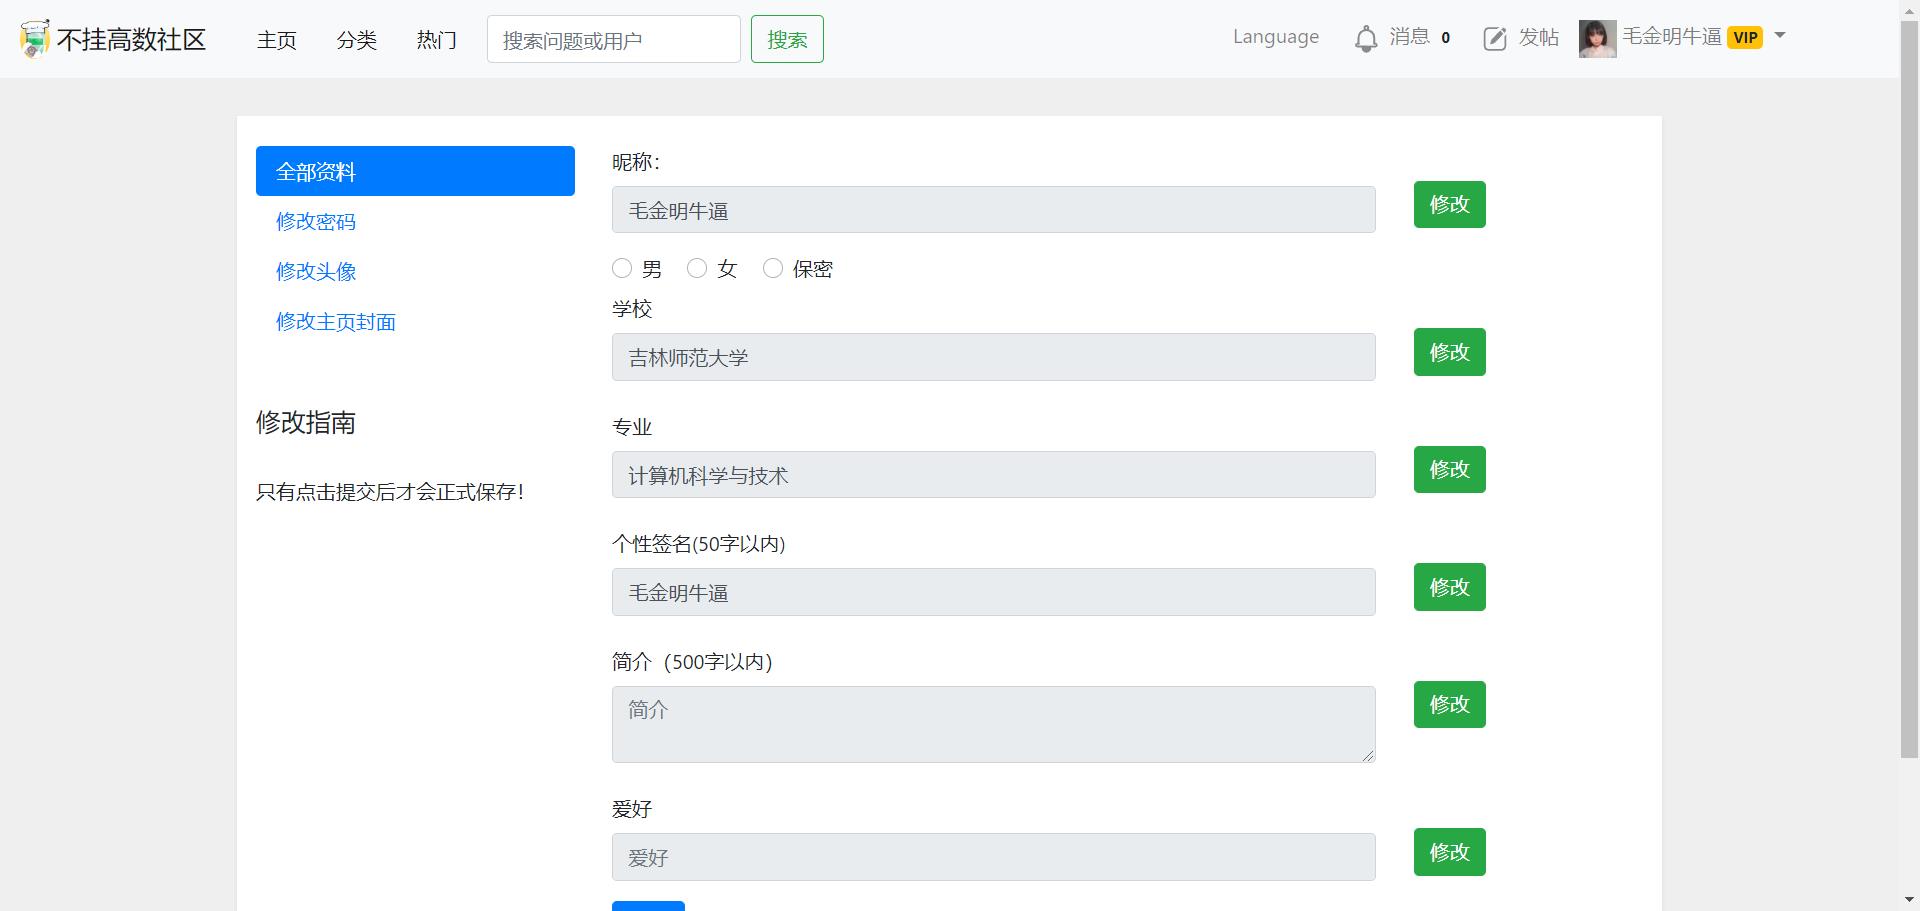 不挂高数社区
主页
分类
热门
搜索问题或用户
搜索
Language
消息 0
发帖
毛金明牛逼 VIP
全部资料
修改密码
修改头像
修改主页封面
修改指南
只有点击提交后才会正式保存！
昵称：
毛金明牛逼
修改
男
女
保密
学校
吉林师范大学
修改
专业
计算机科学与技术
修改
个性签名(50字以内)
毛金明牛逼
修改
简介（500字以内）
简介
修改
爱好
爱好
修改